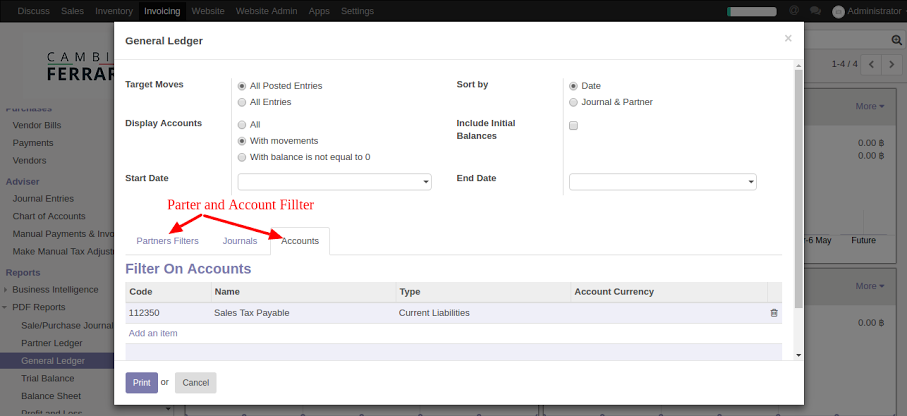 Discuss Sales Inventory Invoicing Website Website Admin Apps Settings Administrator
CAMBI
FERRAR
1-4 / 4
Purchases
Vendor Bills
Payments
Vendors
Adviser
Journal Entries
Chart of Accounts
Manual Payments & Invo
Make Manual Tax Adjust
Reports
Business Intelligence
PDF Reports
Sale/Purchase Journal
Partner Ledger
General Ledger
Trial Balance
Balance Sheet
Profit and Loss
General Ledger ×
Target Moves
All Posted Entries
All Entries
Sort by
Date
Journal & Partner
Display Accounts
All
With movements
With balance is not equal to 0
Include Initial
Balances
Start Date
End Date
Parter and Account Fillter
Partners Filters Journals Accounts
Filter On Accounts
Code Name Type Account Currency
112350 Sales Tax Payable Current Liabilities
Add an item
Print or Cancel
More
0.00 ฿
0.00 ฿
-6 May Future
More
0.00 ฿